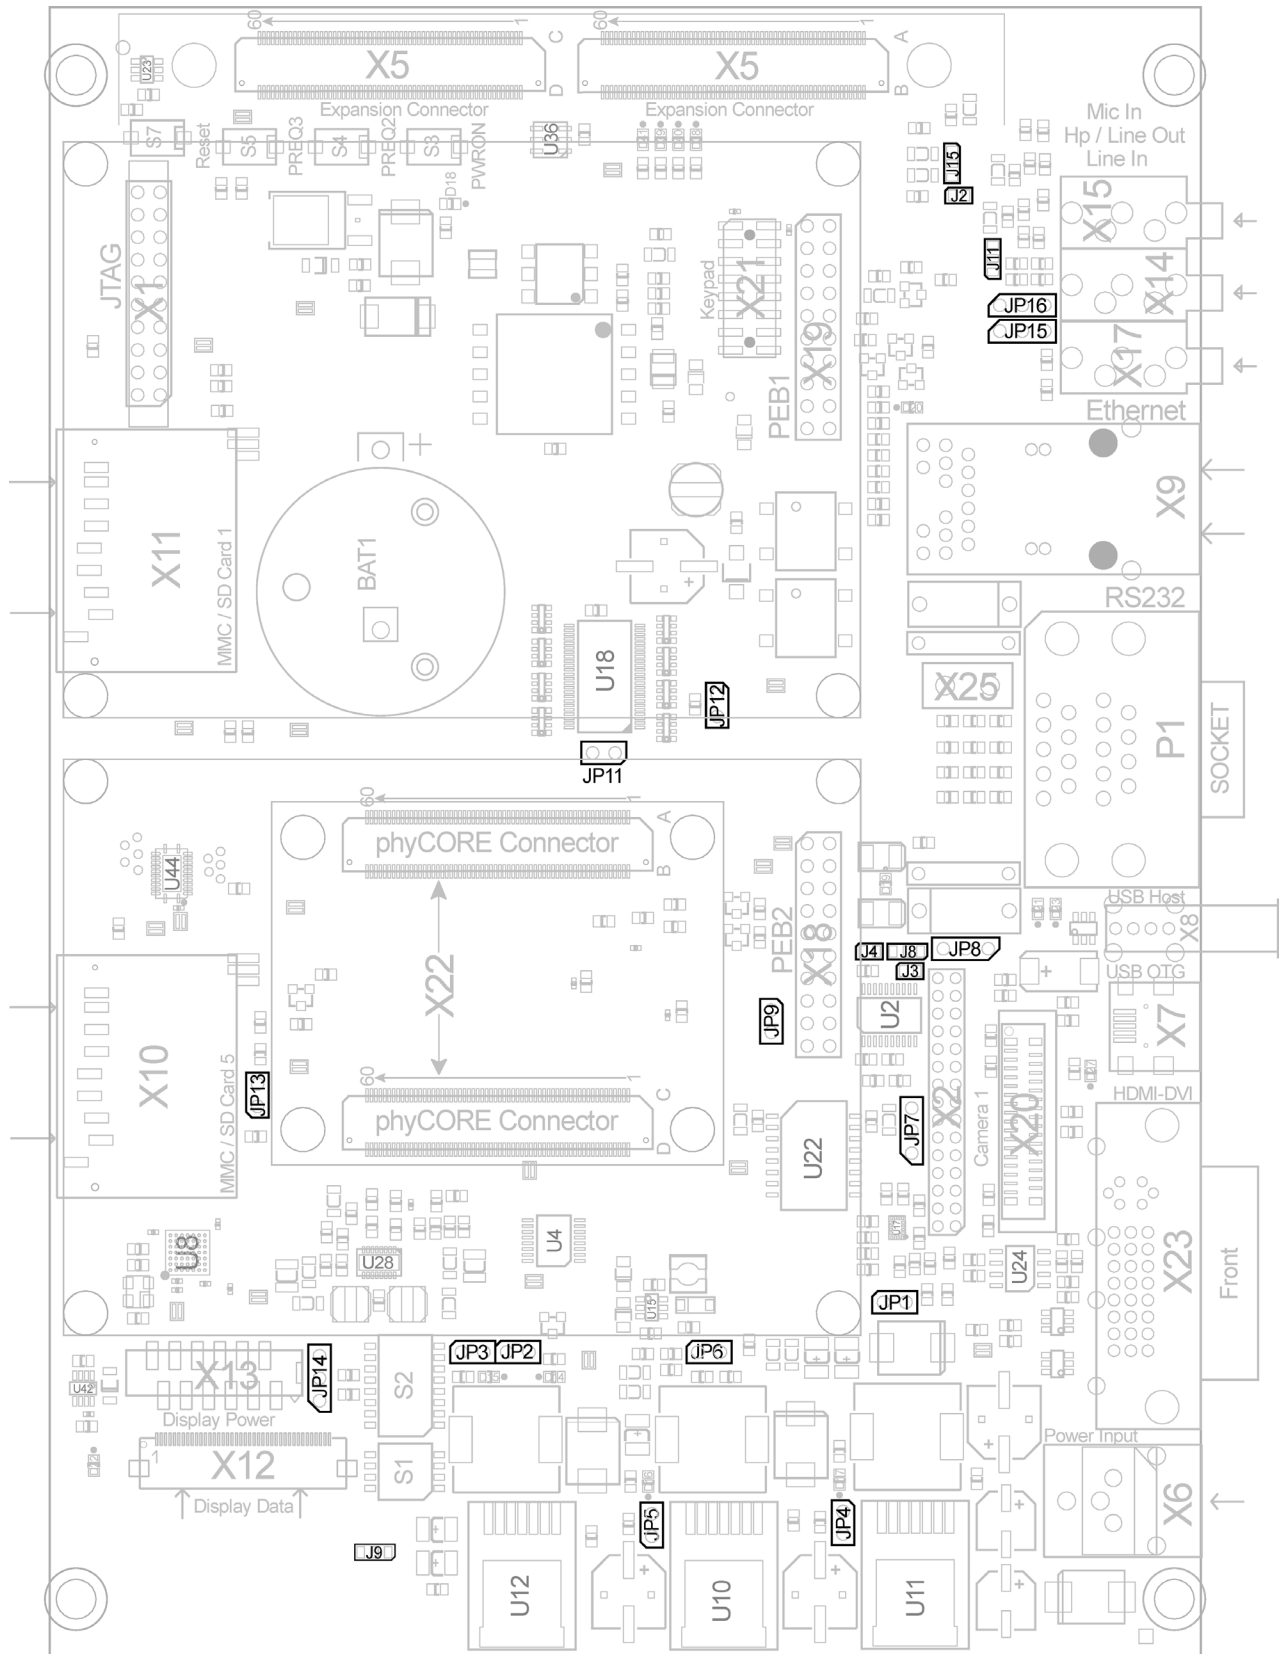 60
1
C
60
1
A
U23
X5
X5
D
B
Expansion Connector
Expansion Connector
Mic In
Hp / Line Out
Line In
S7
Reset
S5
PREQ3
S4
PREQ2
S3
PWRON
U36
J15
D18
J2
X15
JTAG
X1
Keypad
X21
J11
X14
JP16
X19
JP15
X17
PEB1
Ethernet
X9
X11
MMC / SD Card 1
BAT1
RS232
U18
X25
JP12
P1
SOCKET
JP11
60
1
A
phyCORE Connector
B
U44
X22
PEB2
X18
USB Host
X8
J4
J8
JP8
J3
USB OTG
JP9
U2
X7
X10
MMC / SD Card 5
JP13
60
1
C
phyCORE Connector
D
HDMI-DVI
JP7
X2
Camera 1
X20
U22
U8
U28
U4
U17
U24
X23
Front
U15
JP1
X13
JP14
JP3
JP2
JP6
U42
S2
Display Power
Power Input
1
X12
S1
X6
Display Data
JP5
JP4
J9
U12
U10
U11